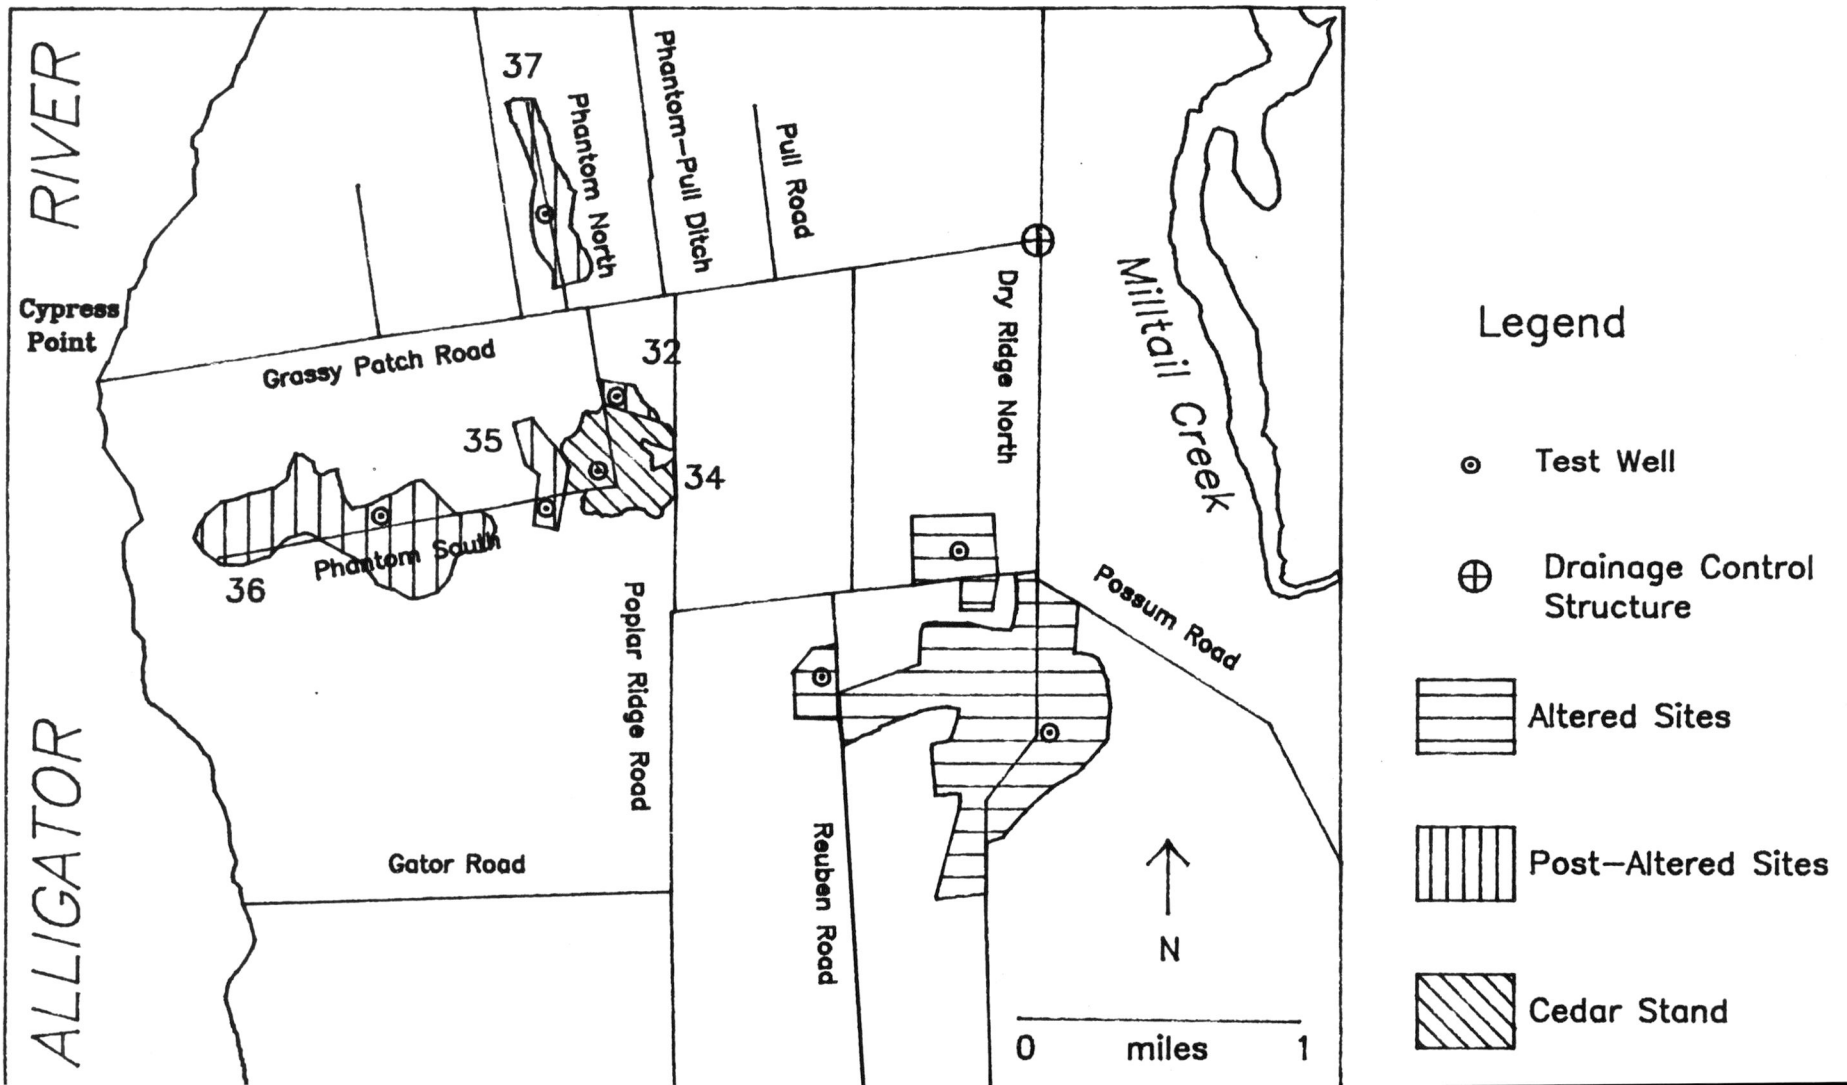 ALLIGATOR RIVER
37
Phantom North
Phantom-Pull Ditch
Pull Road
Cypress
Point
Grassy Patch Road
32
35
34
36
Phantom South
Dry Ridge North
Milltail Creek
Possum Road
Poplar Ridge Road
Reuben Road
Gator Road
N
0 miles 1
Legend
Test Well
Drainage Control
Structure
Altered Sites
Post-Altered Sites
Cedar Stand